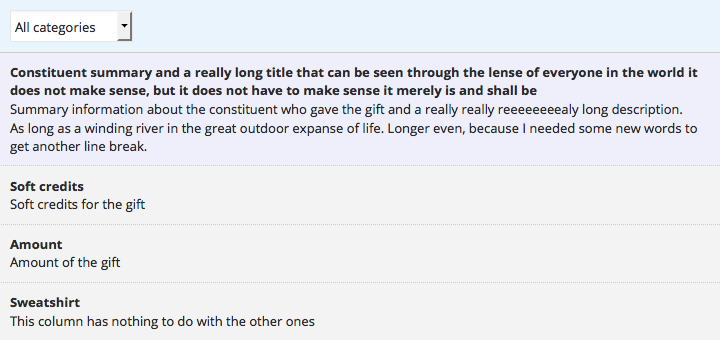 All categories
Constituent summary and a really long title that can be seen through the lense of everyone in the world it
does not make sense, but it does not have to make sense it merely is and shall be
Summary information about the constituent who gave the gift and a really really reeeeeeeealy long description.
As long as a winding river in the great outdoor expanse of life. Longer even, because I needed some new words to
get another line break.
Soft credits
Soft credits for the gift
Amount
Amount of the gift
Sweatshirt
This column has nothing to do with the other ones